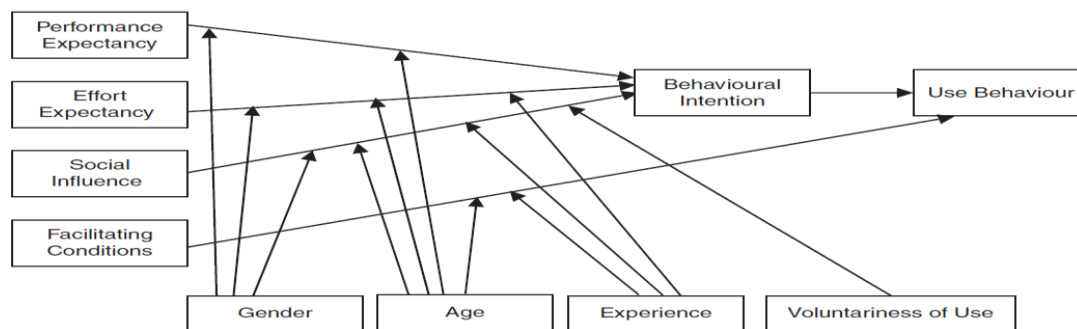 Performance
Expectancy
Effort
Expectancy
Social
Influence
Facilitating
Conditions
Behavioural
Intention
Use Behaviour
Gender
Age
Experience
Voluntariness of Use